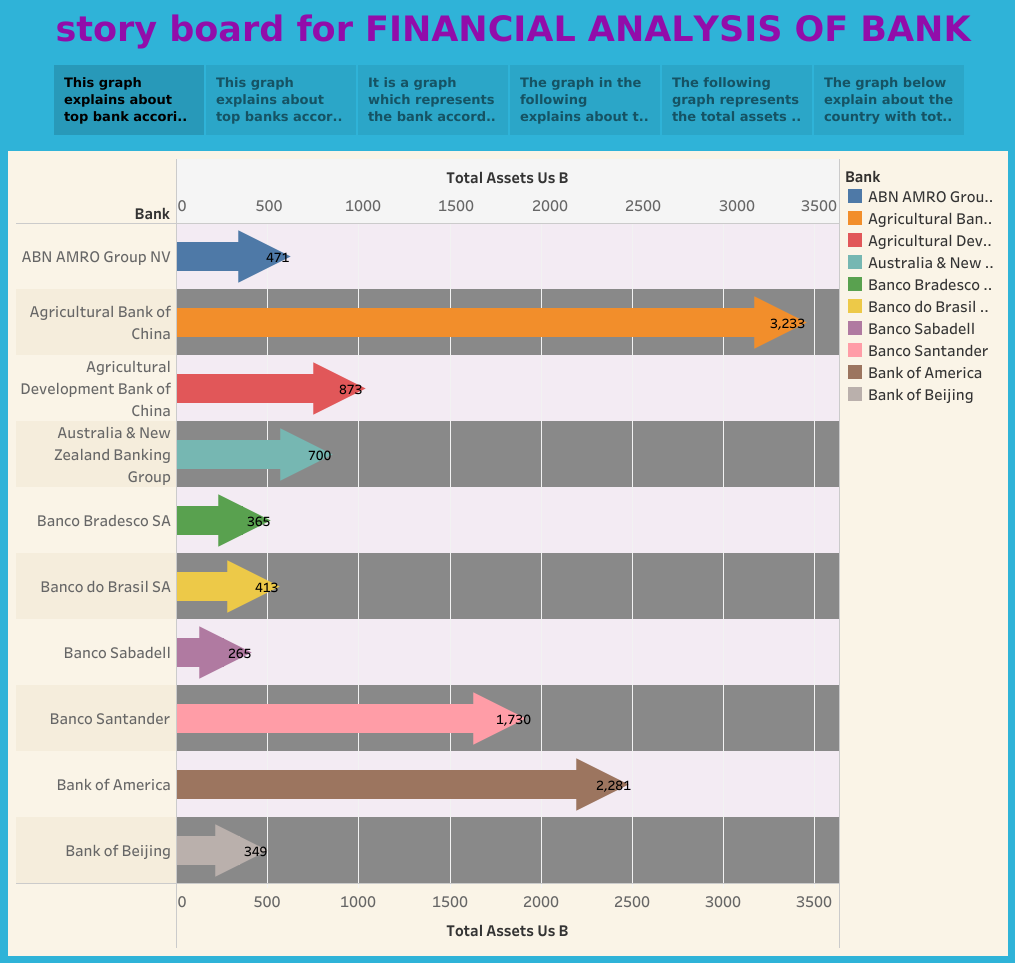 story board for FINANCIAL ANALYSIS OF BANK
This graph
explains about
top bank accori..
This graph
explains about
top banks accor..
It is a graph
which represents
the bank accord..
The graph in the
following
explains about t..
The following
graph represents
the total assets ..
The graph below
explain about the
country with tot..
Total Assets Us B
0 500 1000 1500 2000 2500 3000 3500
Bank
ABN AMRO Group NV
471
Agricultural Bank of
China
3,233
Agricultural
Development Bank of
China
873
Australia & New
Zealand Banking
Group
700
Banco Bradesco SA
365
Banco do Brasil SA
413
Banco Sabadell
265
Banco Santander
1,730
Bank of America
2,281
Bank of Beijing
349
0 500 1000 1500 2000 2500 3000 3500
Total Assets Us B
Bank
ABN AMRO Grou..
Agricultural Ban..
Agricultural Dev..
Australia & New ..
Banco Bradesco ..
Banco do Brasil ..
Banco Sabadell
Banco Santander
Bank of America
Bank of Beijing